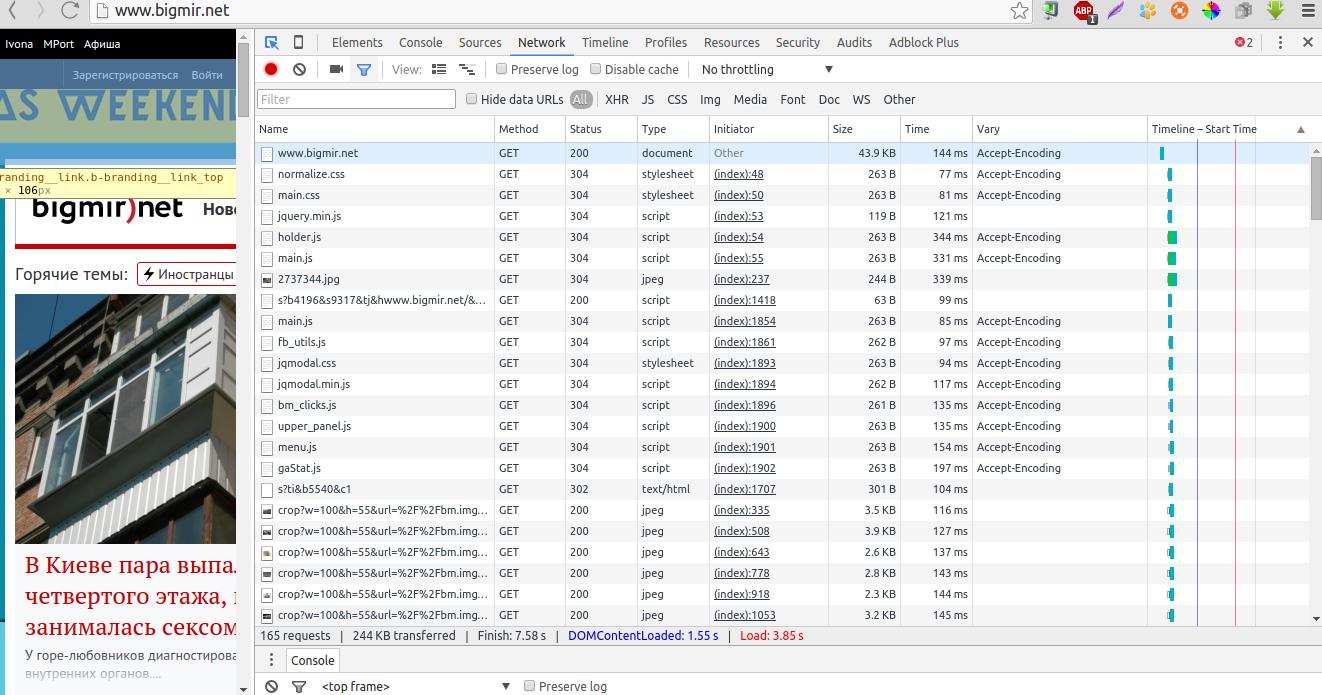 www.bigmir.net
ABP
1
Ivona MPort Афиша
Зарегистрироваться Войти
AS WEEKEND
randing__link.b-branding__link_top
× 106px
bigmir)net
Горячие темы: Иностранцы
В Киеве пара
четвертого этажа,
занималась сексом
У горе-любовников
внутренних органов....
Elements Console Sources Network Timeline Profiles Resources Security Audits Adblock Plus 2
View: Preserve log Disable cache No throttling
Filter Hide data URLs All XHR JS CSS Img Media Font Doc WS Other
Name Method Status Type Initiator Size Time Vary Timeline – Start Time
www.bigmir.net GET 200 document Other 43.9 KB 144 ms Accept-Encoding
normalize.css GET 304 stylesheet (index):48 263 B 77 ms Accept-Encoding
main.css GET 304 stylesheet (index):50 263 B 81 ms Accept-Encoding
jquery.min.js GET 304 script (index):53 119 B 121 ms
holder.js GET 304 script (index):54 263 B 344 ms Accept-Encoding
main.js GET 304 script (index):55 263 B 331 ms Accept-Encoding
2737344.jpg GET 304 jpeg (index):237 244 B 339 ms
s?b4196&s9317&tj&hwww.bigmir.net/&... GET 200 script (index):1418 63 B 99 ms
main.js GET 304 script (index):1854 263 B 85 ms Accept-Encoding
fb_utils.js GET 304 script (index):1861 262 B 97 ms Accept-Encoding
jqmodal.css GET 304 stylesheet (index):1893 263 B 94 ms Accept-Encoding
jqmodal.min.js GET 304 script (index):1894 262 B 117 ms Accept-Encoding
bm_clicks.js GET 304 script (index):1896 261 B 135 ms Accept-Encoding
upper_panel.js GET 304 script (index):1900 263 B 135 ms Accept-Encoding
menu.js GET 304 script (index):1901 263 B 154 ms Accept-Encoding
gaStat.js GET 304 script (index):1902 263 B 197 ms Accept-Encoding
s?ti&b5540&c1 GET 302 text/html (index):1707 301 B 104 ms
crop?w=100&h=55&url=%2F%2Fbm.img... GET 200 jpeg (index):335 3.5 KB 116 ms
crop?w=100&h=55&url=%2F%2Fbm.img... GET 200 jpeg (index):508 3.9 KB 127 ms
crop?w=100&h=55&url=%2F%2Fbm.img... GET 200 jpeg (index):643 2.6 KB 137 ms
crop?w=100&h=55&url=%2F%2Fbm.img... GET 200 jpeg (index):778 2.8 KB 143 ms
crop?w=100&h=55&url=%2F%2Fbm.img... GET 200 jpeg (index):918 2.3 KB 144 ms
crop?w=100&h=55&url=%2F%2Fbm.img... GET 200 jpeg (index):1053 3.2 KB 145 ms
165 requests | 244 KB transferred | Finish: 7.58 s | DOMContentLoaded: 1.55 s | Load: 3.85 s
Console
<top frame> Preserve log